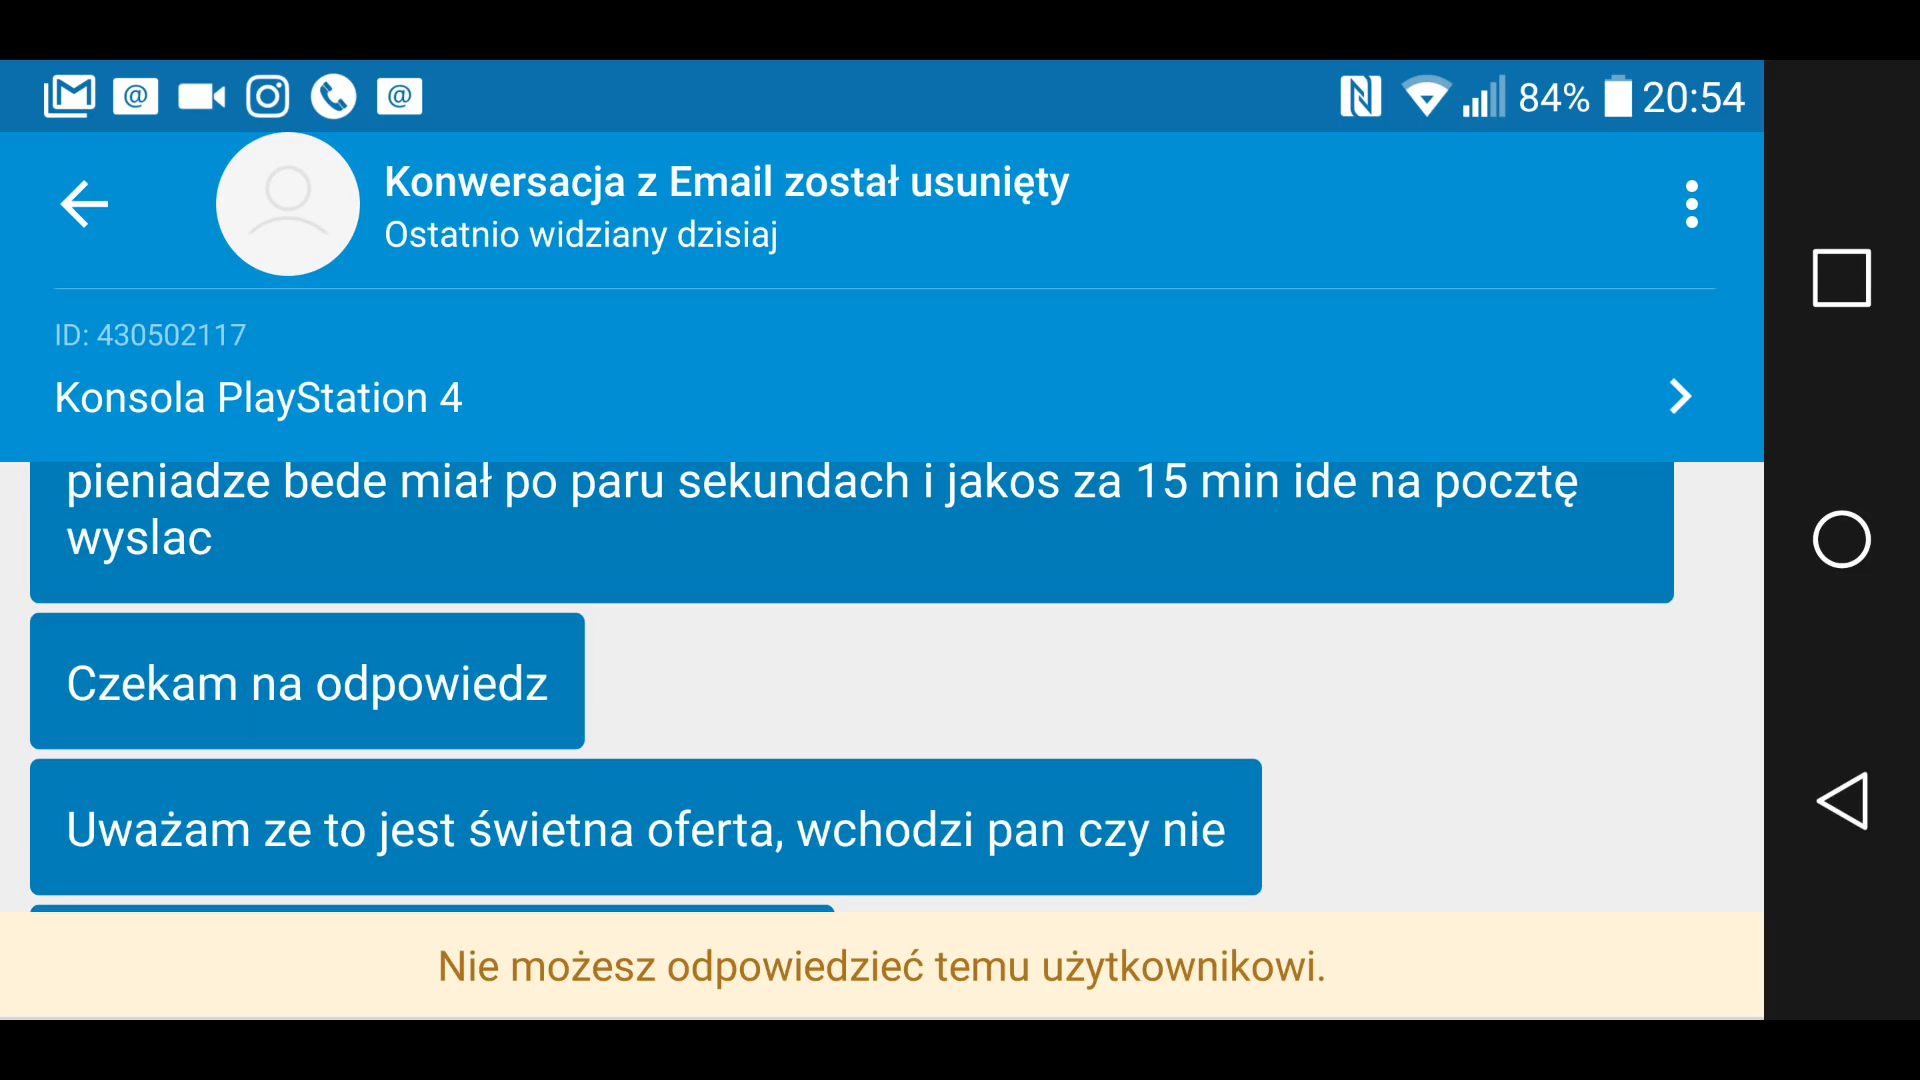 84% 20:54
Konwersacja z Email został usunięty
Ostatnio widziany dzisiaj
ID: 430502117
Konsola PlayStation 4
pieniadze bede miał po paru sekundach i jakos za 15 min ide na pocztę
wyslac
Czekam na odpowiedz
Uważam ze to jest świetna oferta, wchodzi pan czy nie
Nie możesz odpowiedzieć temu użytkownikowi.